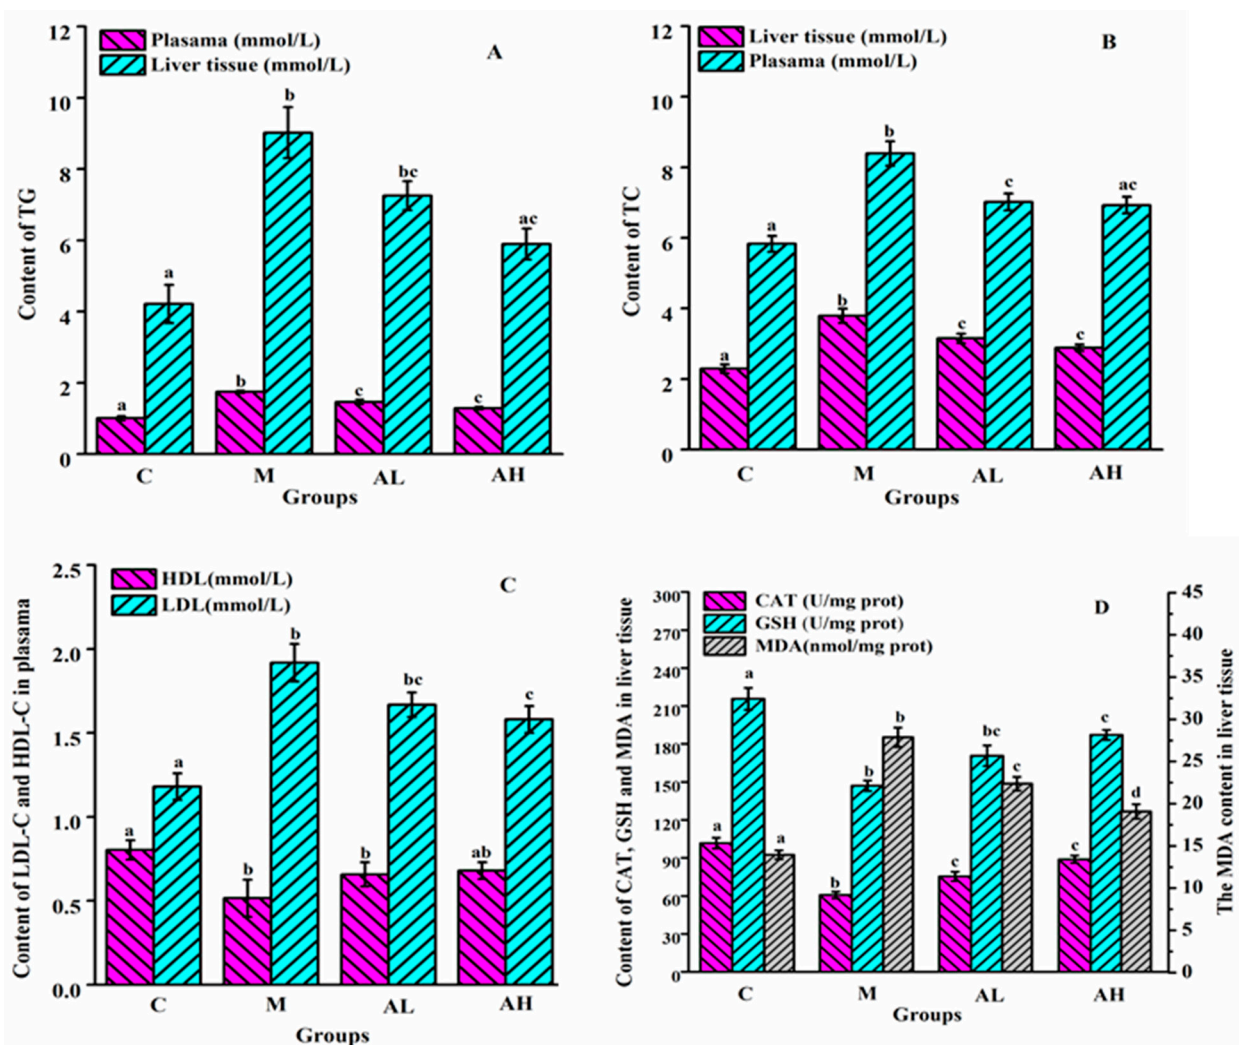 A
Plasama (mmol/L)
Liver tissue (mmol/L)
Content of TG
12
10
8
6
4
2
0
a
a
b
b
c
bc
c
ac
C M AL AH
Groups
B
Liver tissue (mmol/L)
Plasama (mmol/L)
Content of TC
12
10
8
6
4
2
0
a
a
b
b
c
c
c
ac
C M AL AH
Groups
C
HDL(mmol/L)
LDL(mmol/L)
Content of LDL-C and HDL-C in plasma
2.5
2.0
1.5
1.0
0.5
0.0
a
a
b
b
b
bc
ab
c
C M AL AH
Groups
D
CAT (U/mg prot)
GSH (U/mg prot)
MDA(nmol/mg prot)
Content of CAT, GSH and MDA in liver tissue
300
270
240
210
180
150
120
90
60
30
0
a
a
a
b
b
b
c
bc
c
c
c
d
45
40
35
30
25
20
15
10
5
0
The MDA content in liver tissue
C M AL AH
Groups